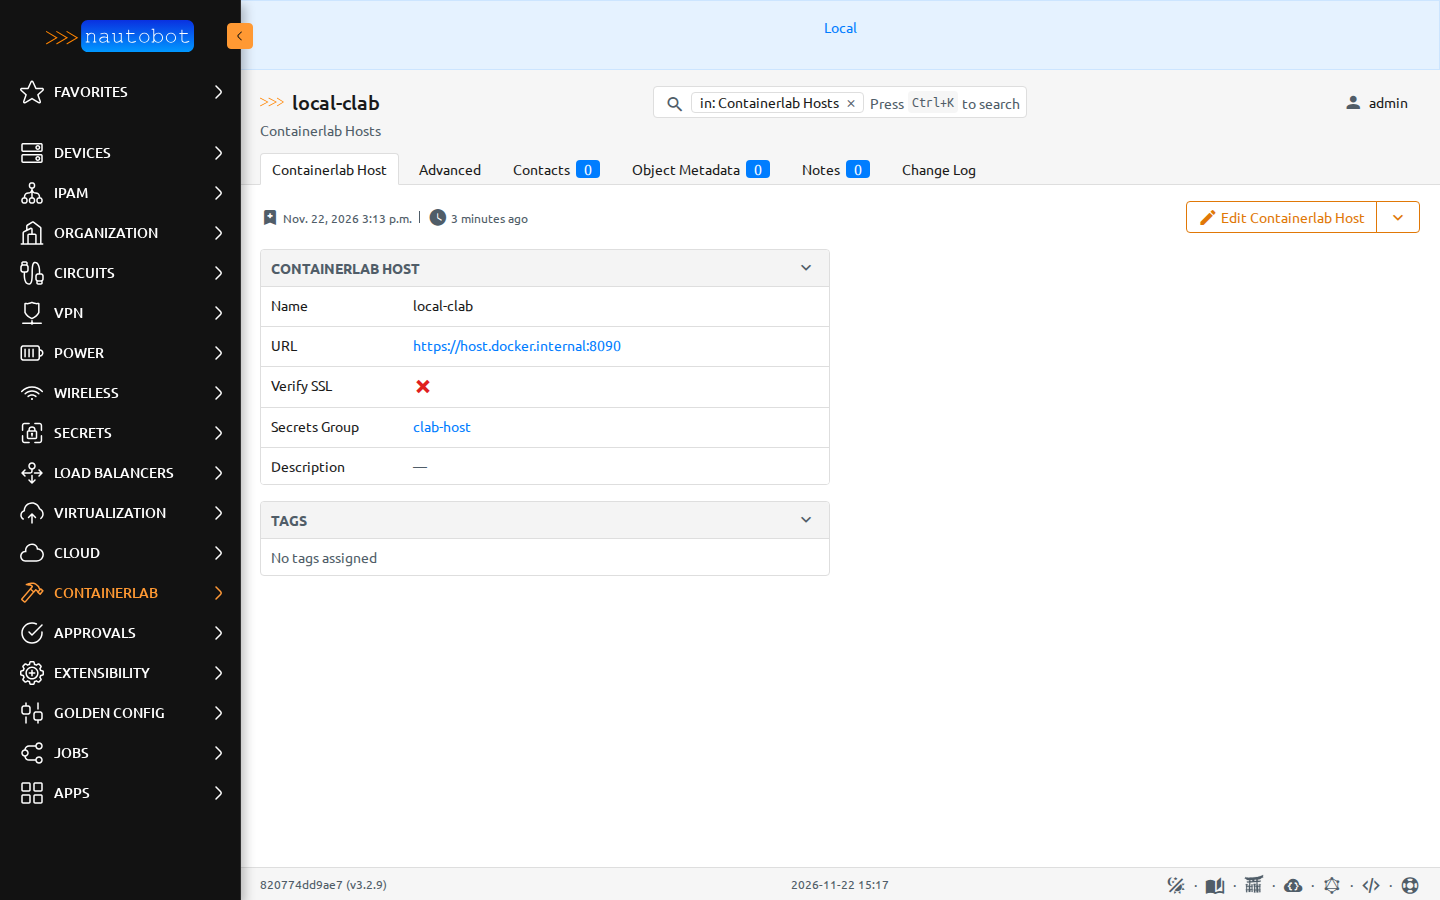 Local
nautobot
FAVORITES
DEVICES
IPAM
ORGANIZATION
CIRCUITS
VPN
POWER
WIRELESS
SECRETS
LOAD BALANCERS
VIRTUALIZATION
CLOUD
CONTAINERLAB
APPROVALS
EXTENSIBILITY
GOLDEN CONFIG
JOBS
APPS
local-clab
in: Containerlab Hosts × Press Ctrl+K to search
admin
Containerlab Hosts
Containerlab Host Advanced Contacts 0 Object Metadata 0 Notes 0 Change Log
Nov. 22, 2026 3:13 p.m. | 3 minutes ago
Edit Containerlab Host
CONTAINERLAB HOST
Name local-clab
URL https://host.docker.internal:8090
Verify SSL
Secrets Group clab-host
Description —
TAGS
No tags assigned
820774dd9ae7 (v3.2.9) 2026-11-22 15:17